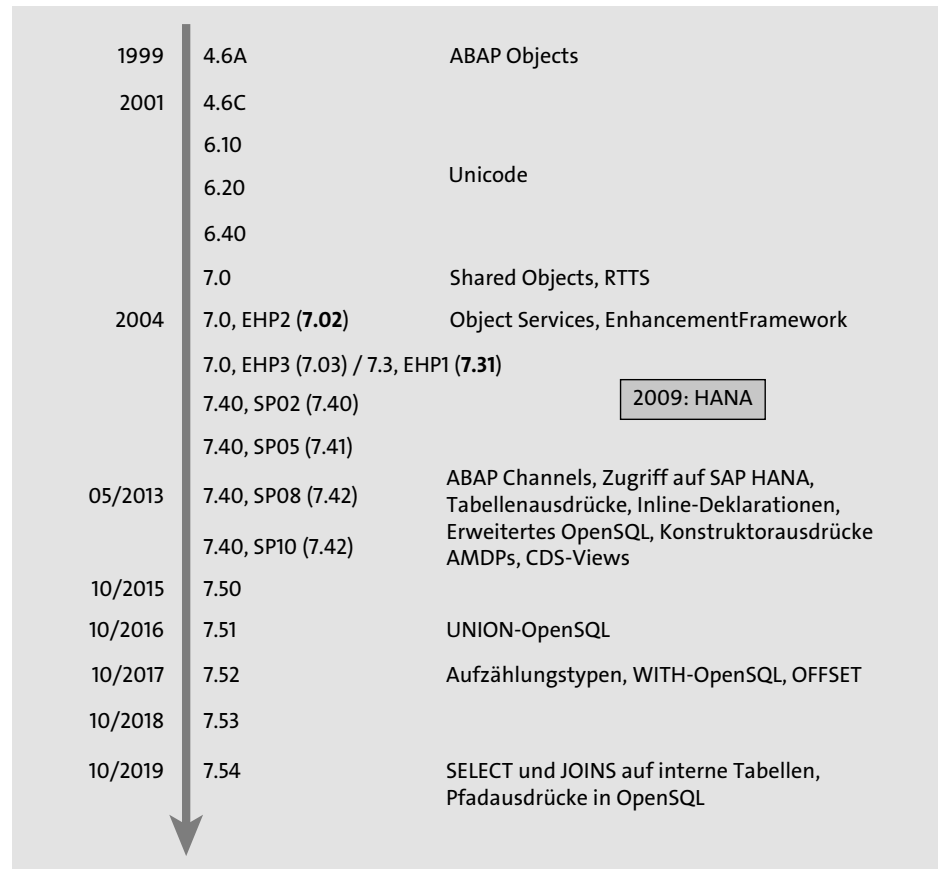 1999 4.6A ABAP Objects
2001 4.6C
6.10
Unicode
6.20
6.40
7.0 Shared Objects, RTTS
2004 7.0, EHP2 (7.02) Object Services, EnhancementFramework
7.0, EHP3 (7.03) / 7.3, EHP1 (7.31)
2009: HANA
7.40, SP02 (7.40)
7.40, SP05 (7.41)
05/2013 7.40, SP08 (7.42)
ABAP Channels, Zugriff auf SAP HANA,
Tabellenausdrücke, Inline-Deklarationen,
Erweitertes OpenSQL, Konstruktorausdrücke
AMDPs, CDS-Views
7.40, SP10 (7.42)
10/2015 7.50
10/2016 7.51 UNION-OpenSQL
10/2017 7.52 Aufzählungstypen, WITH-OpenSQL, OFFSET
10/2018 7.53
10/2019 7.54 SELECT und JOINS auf interne Tabellen,
Pfadausdrücke in OpenSQL